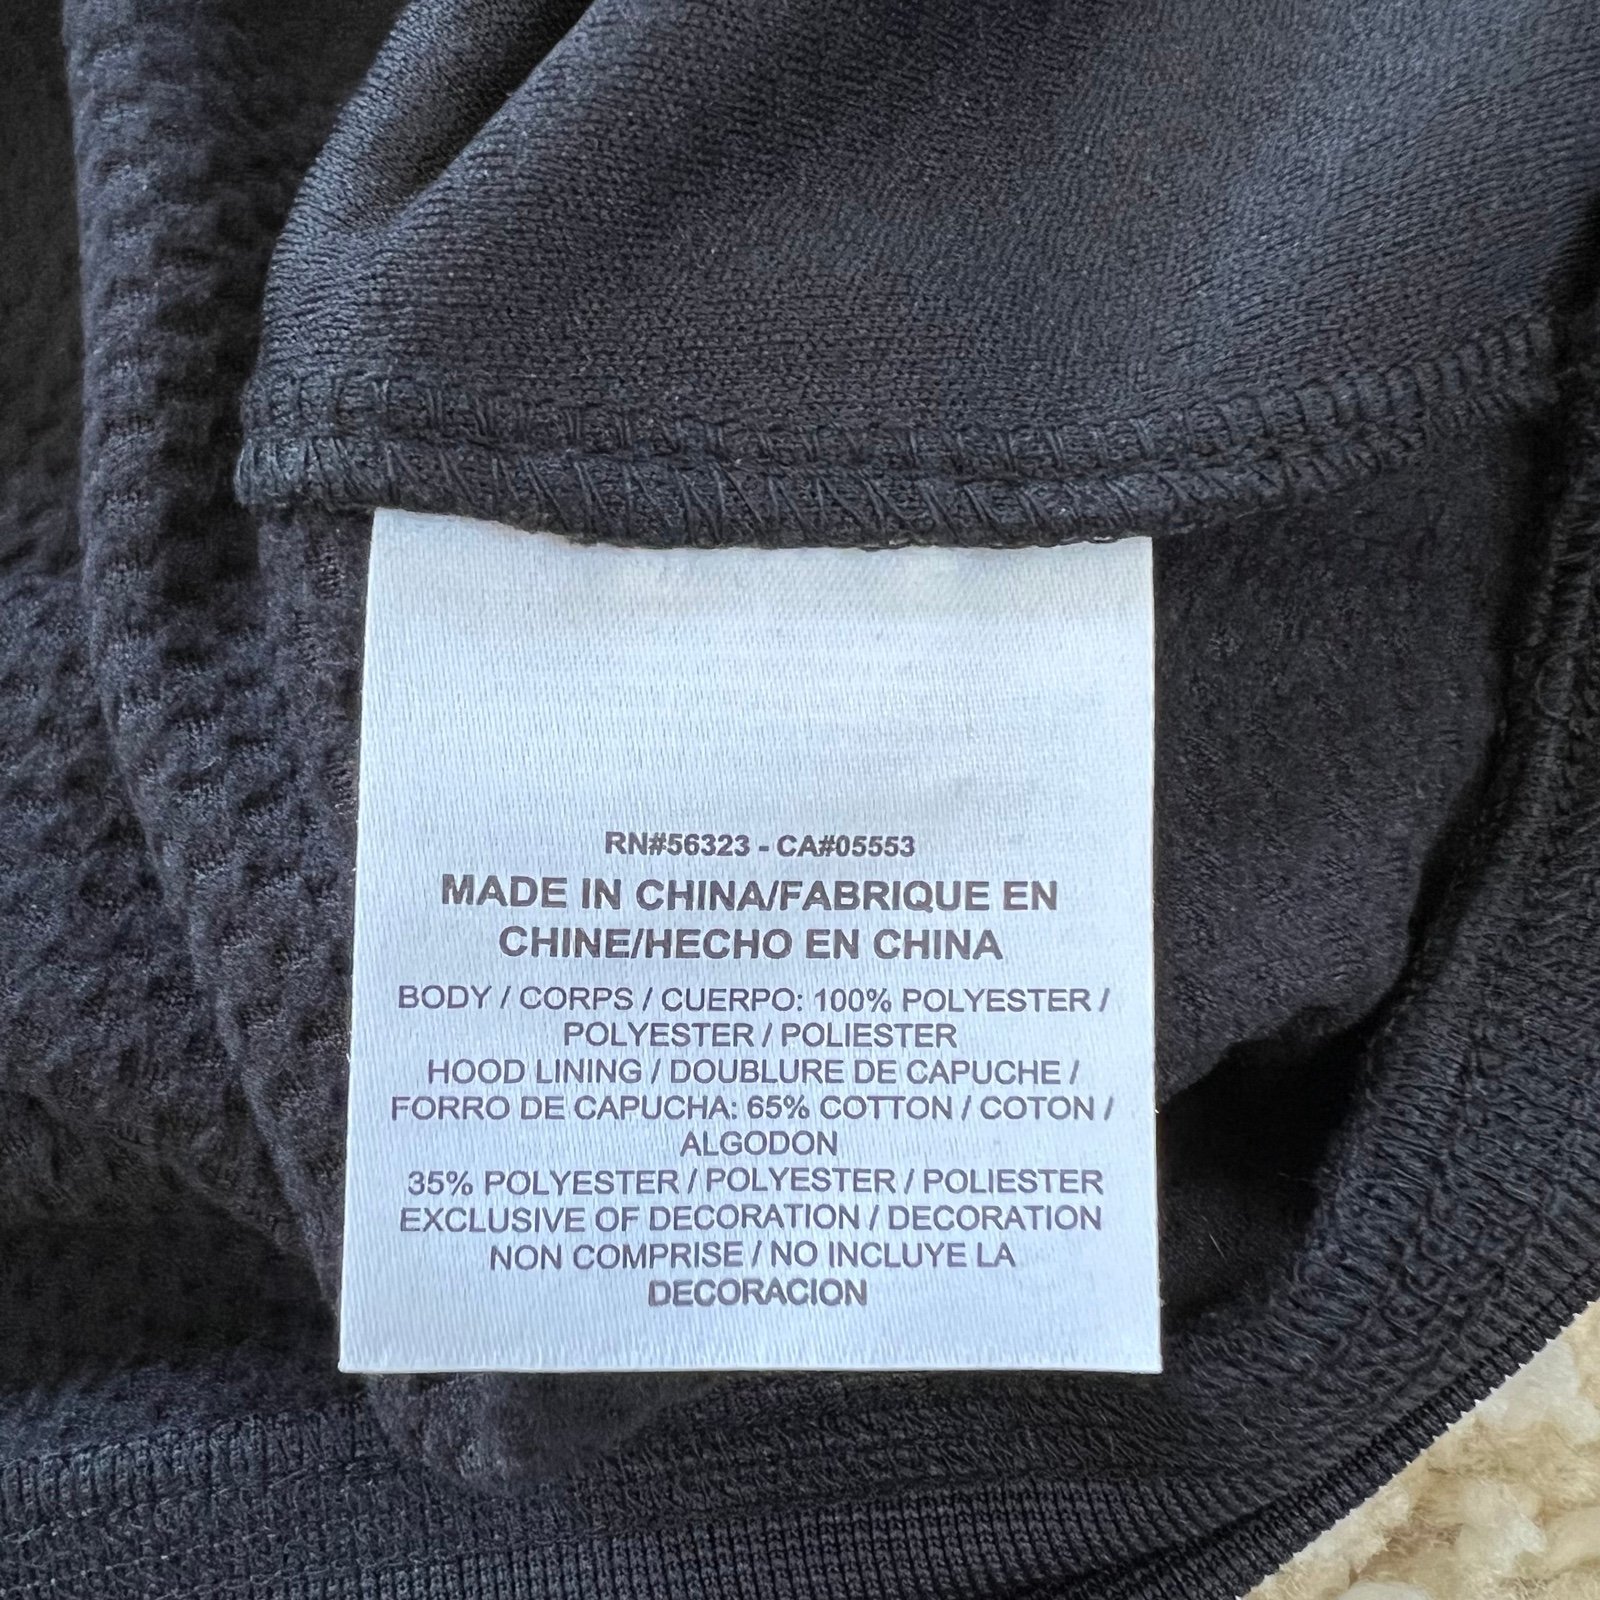 RN#56323 - CA#05553
MADE IN CHINA/FABRIQUE EN
CHINE/HECHO EN CHINA
BODY / CORPS / CUERPO: 100% POLYESTER /
POLYESTER / POLIESTER
HOOD LINING / DOUBLURE DE CAPUCHE /
FORRO DE CAPUCHA: 65% COTTON / COTON /
ALGODON
35% POLYESTER / POLYESTER / POLIESTER
EXCLUSIVE OF DECORATION / DECORATION
NON COMPRISE / NO INCLUYE LA
DECORACION